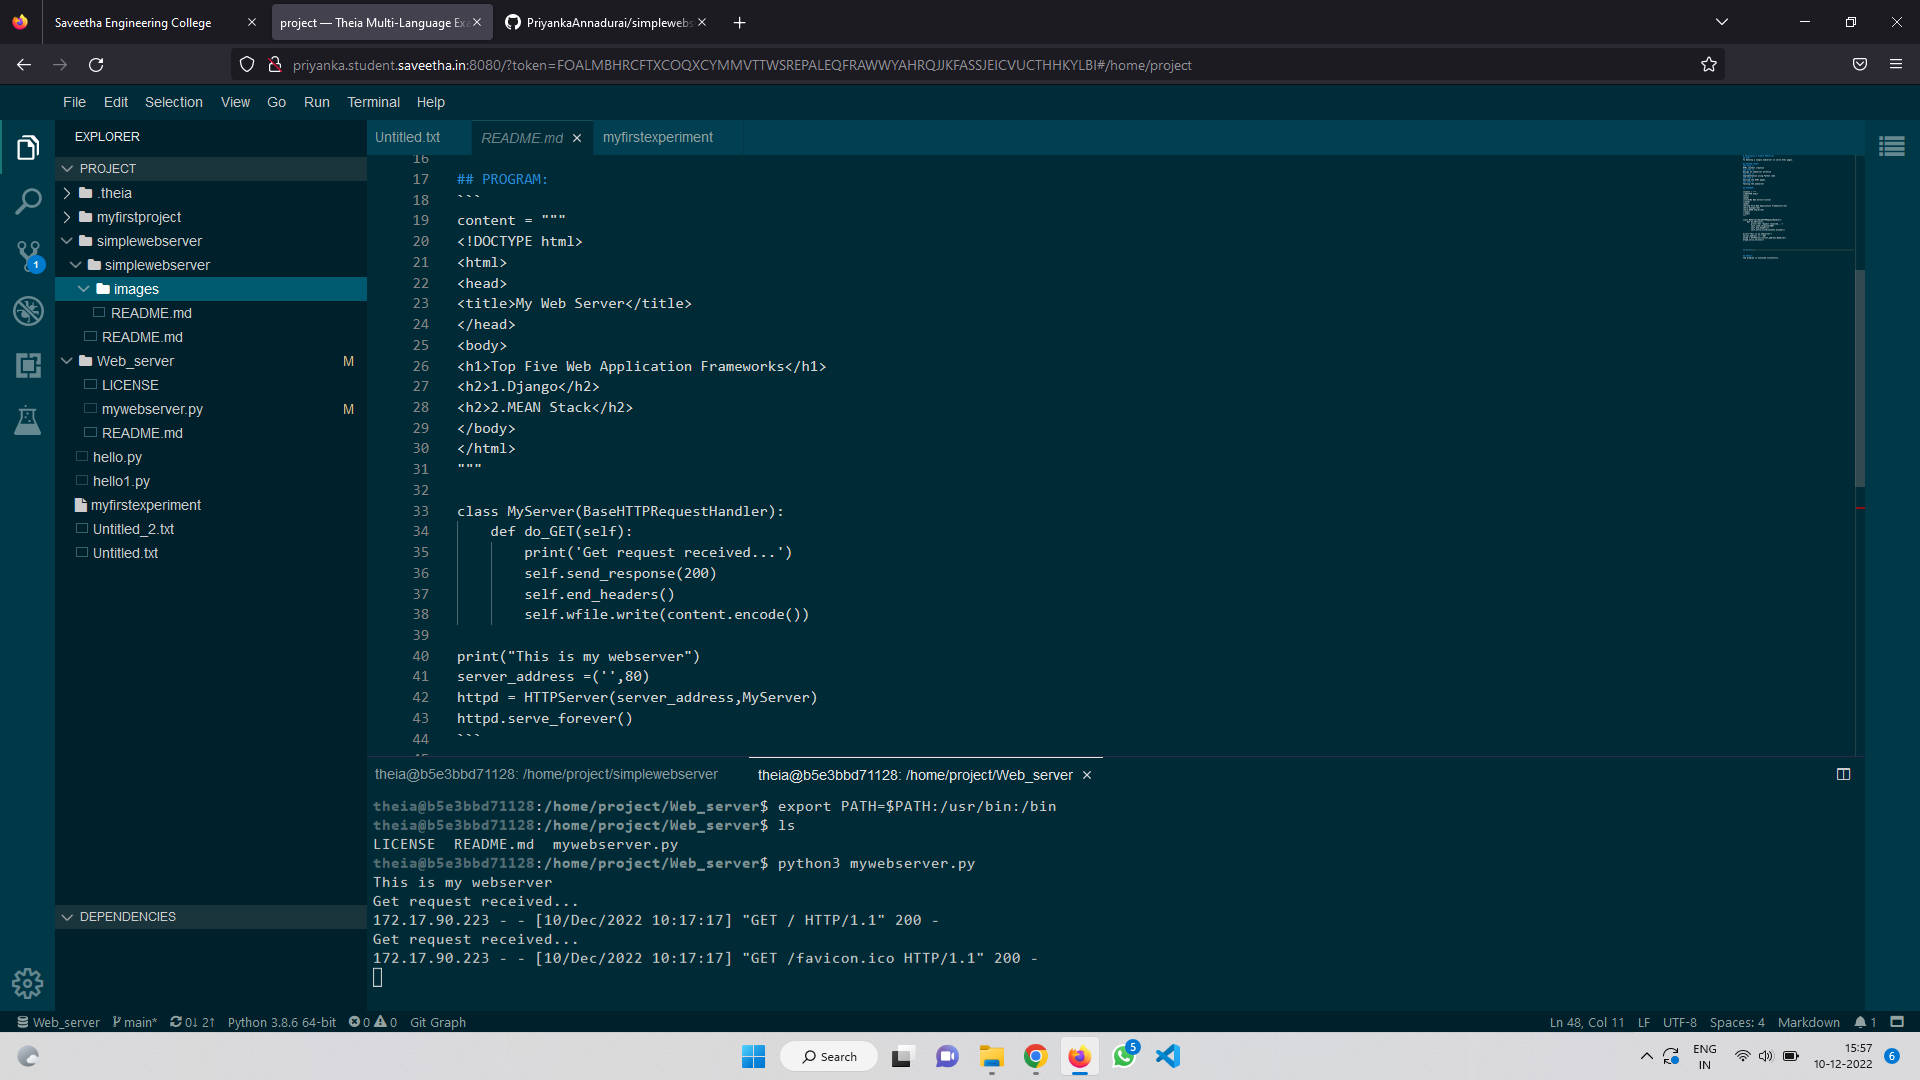 Saveetha Engineering College
project — Theia Multi-Language Exa
PriyankaAnnadurai/simplewebs
priyanka.student.saveetha.in:8080/?token=FOALMBHRCFTXCOQXCYMMVTTWSREPALEQFRAWWYAHRQJJKFASSJEICVUCTHHKYLBI#/home/project
File Edit Selection View Go Run Terminal Help
EXPLORER
PROJECT
.theia
myfirstproject
simplewebserver
simplewebserver
images
README.md
README.md
Web_server M
LICENSE
mywebserver.py M
README.md
hello.py
hello1.py
myfirstexperiment
Untitled_2.txt
Untitled.txt
DEPENDENCIES
1
Untitled.txt README.md myfirstexperiment
16
17 ## PROGRAM:
18 ```
19 content = """
20 <!DOCTYPE html>
21 <html>
22 <head>
23 <title>My Web Server</title>
24 </head>
25 <body>
26 <h1>Top Five Web Application Frameworks</h1>
27 <h2>1.Django</h2>
28 <h2>2.MEAN Stack</h2>
29 </body>
30 </html>
31 """
32
33 class MyServer(BaseHTTPRequestHandler):
34 def do_GET(self):
35 print('Get request received...')
36 self.send_response(200)
37 self.end_headers()
38 self.wfile.write(content.encode())
39
40 print("This is my webserver")
41 server_address =('',80)
42 httpd = HTTPServer(server_address,MyServer)
43 httpd.serve_forever()
44 ```
theia@b5e3bbd71128: /home/project/simplewebserver theia@b5e3bbd71128: /home/project/Web_server
theia@b5e3bbd71128:/home/project/Web_server$ export PATH=$PATH:/usr/bin:/bin
theia@b5e3bbd71128:/home/project/Web_server$ ls
LICENSE README.md mywebserver.py
theia@b5e3bbd71128:/home/project/Web_server$ python3 mywebserver.py
This is my webserver
Get request received...
172.17.90.223 - - [10/Dec/2022 10:17:17] "GET / HTTP/1.1" 200 -
Get request received...
172.17.90.223 - - [10/Dec/2022 10:17:17] "GET /favicon.ico HTTP/1.1" 200 -
Web_server main* 0↓ 2↑ Python 3.8.6 64-bit 0 0 Git Graph Ln 48, Col 11 LF UTF-8 Spaces: 4 Markdown 1
Search 5 ENG IN 15:57 10-12-2022 6